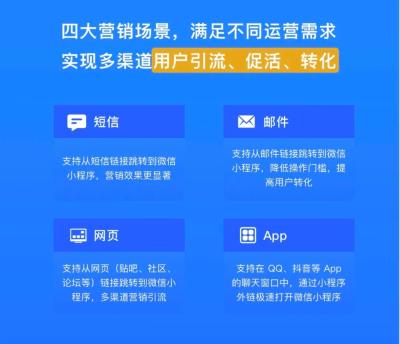 四大营销场景，满足不同运营需求
实现多渠道用户引流、促活、转化
短信
支持从短信链接跳转到微信
小程序，营销效果更显著
邮件
支持从邮件链接跳转到微信
小程序，降低操作门槛，提
高用户转化
网页
支持从网页（贴吧、社区、
论坛等）链接跳转到微信小
程序，多渠道营销引流
App
支持在 QQ、抖音等 App
的聊天窗口中，通过小程序
外链极速打开微信小程序